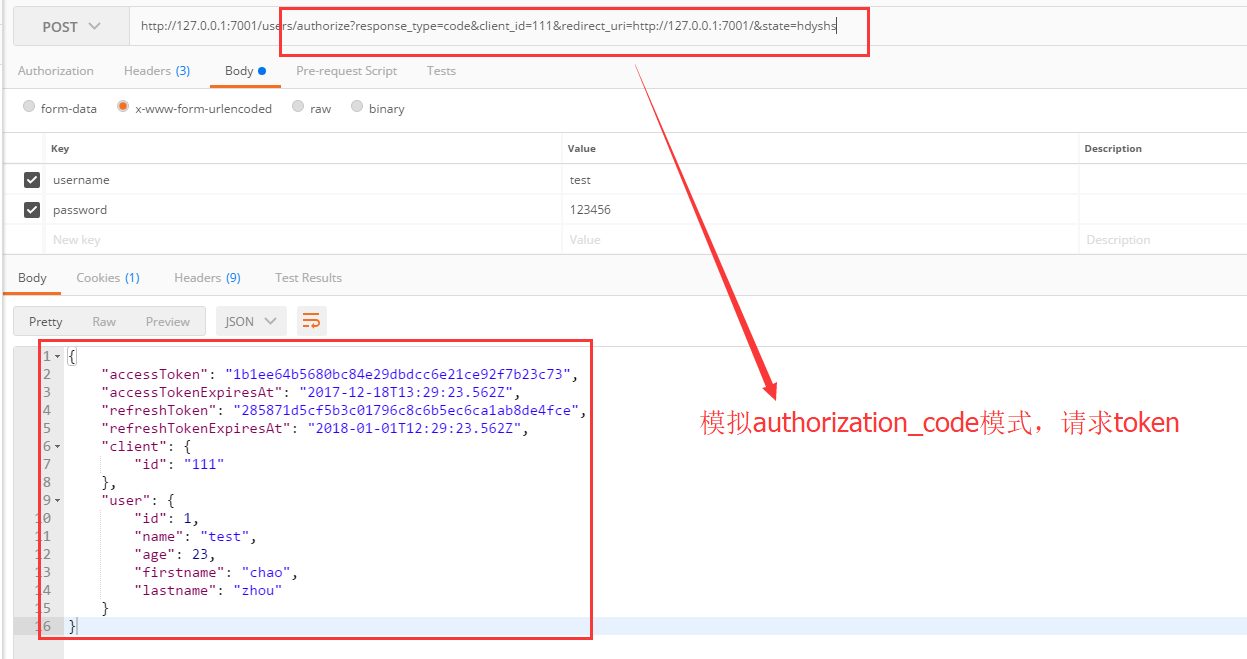 POST http://127.0.0.1:7001/users/authorize?response_type=code&client_id=111&redirect_uri=http://127.0.0.1:7001/&state=hdyshs
Authorization Headers (3) Body Pre-request Script Tests
form-data x-www-form-urlencoded raw binary
Key Value Description
username test
password 123456
New key Value Description
Body Cookies (1) Headers (9) Test Results
Pretty Raw Preview JSON
1 {
2 "accessToken": "1b1ee64b5680bc84e29dbdcc6e21ce92f7b23c73",
3 "accessTokenExpiresAt": "2017-12-18T13:29:23.562Z",
4 "refreshToken": "285871d5cf5b3c01796c8c6b5ec6ca1ab8de4fce",
5 "refreshTokenExpiresAt": "2018-01-01T12:29:23.562Z",
6 "client": {
7 "id": "111"
8 },
9 "user": {
10 "id": 1,
11 "name": "test",
12 "age": 23,
13 "firstname": "chao",
14 "lastname": "zhou"
15 }
16 }
模拟authorization_code模式，请求token